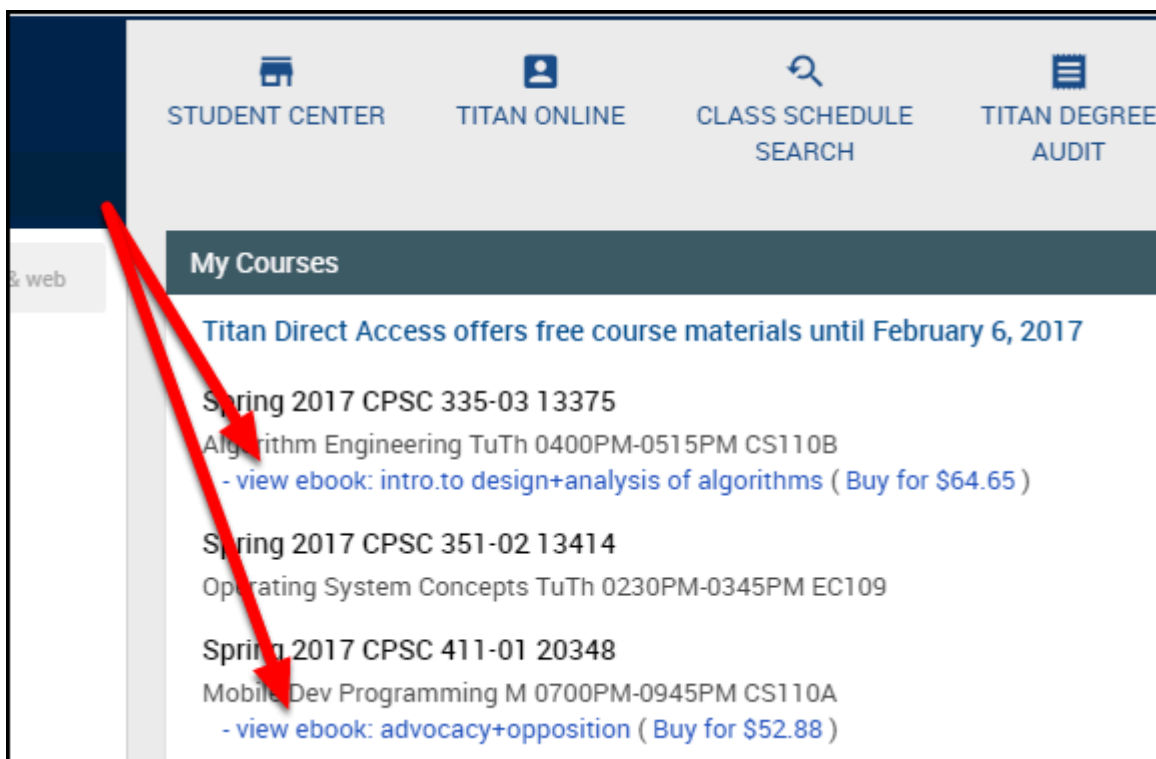 STUDENT CENTER
TITAN ONLINE
CLASS SCHEDULE
SEARCH
TITAN DEGREE
AUDIT
& web
My Courses
Titan Direct Access offers free course materials until February 6, 2017
Spring 2017 CPSC 335-03 13375
Algorithm Engineering TuTh 0400PM-0515PM CS110B
- view ebook: intro.to design+analysis of algorithms ( Buy for $64.65 )
Spring 2017 CPSC 351-02 13414
Operating System Concepts TuTh 0230PM-0345PM EC109
Spring 2017 CPSC 411-01 20348
Mobile Dev Programming M 0700PM-0945PM CS110A
- view ebook: advocacy+opposition ( Buy for $52.88 )